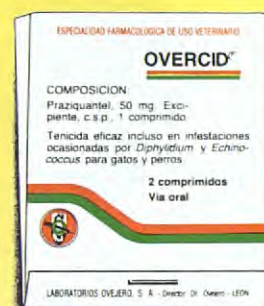 ESPECIALIDAD FARMACOLOGICA DE USO VETERINARIO
OVERCID
COMPOSICION:
Praziquantel, 50 mg. Exci-
piente, c.s.p., 1 comprimido
Tenicida eficaz incluso en infestaciones
ocasionadas por Diphylidium y Echino-
coccus para gatos y perros
2 comprimidos
Via oral
LABORATORIOS OVEJERO, S. A. - Director: Dr. Ovejero - LEON